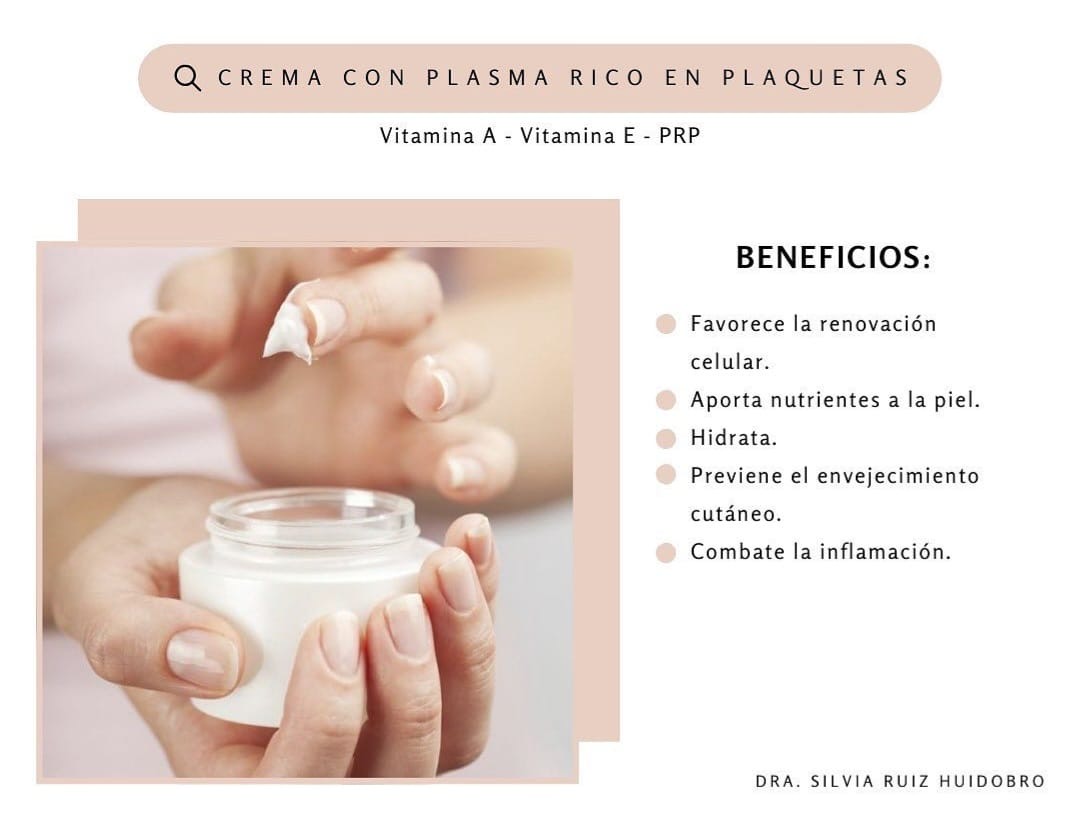 CREMA CON PLASMA RICO EN PLAQUETAS
Vitamina A - Vitamina E - PRP
BENEFICIOS:
Favorece la renovación
celular.
Aporta nutrientes a la piel.
Hidrata.
Previene el envejecimiento
cutáneo.
Combate la inflamación.
DRA. SILVIA RUIZ HUIDOBRO